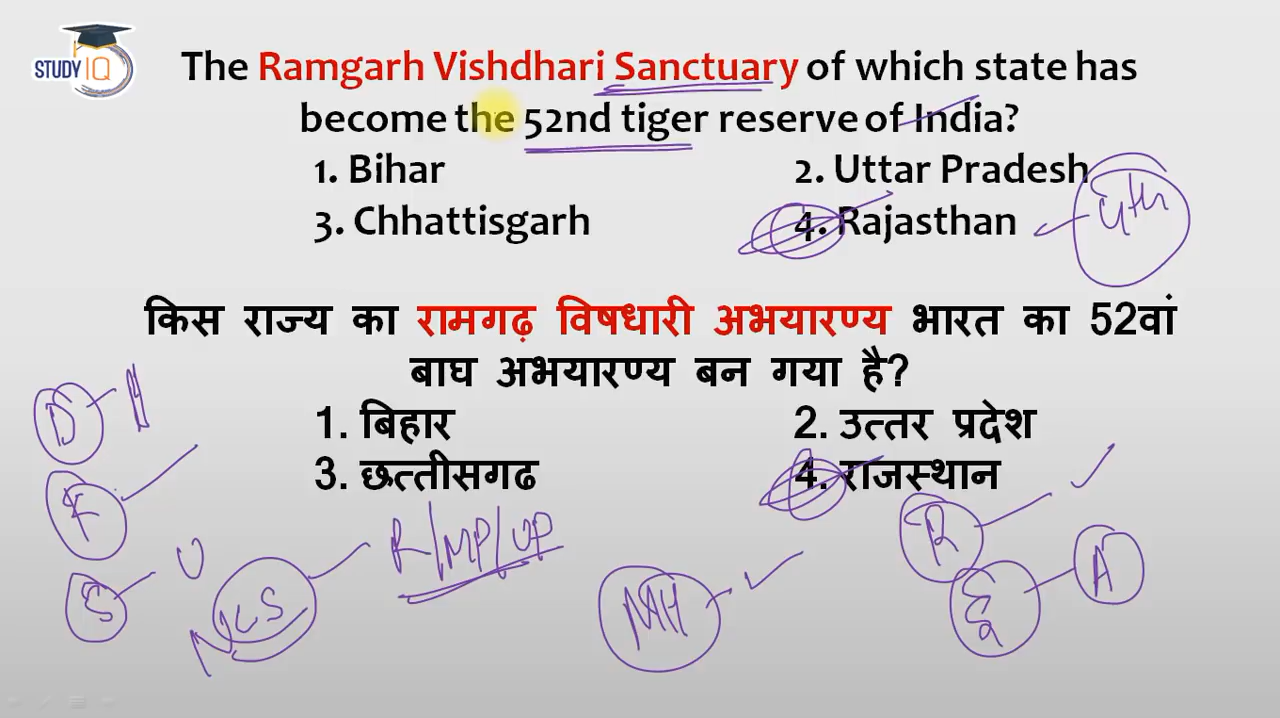 STUDY IQ
The Ramgarh Vishdhari Sanctuary of which state has
become the 52nd tiger reserve of India?
1. Bihar 2. Uttar Pradesh
3. Chhattisgarh 4. Rajasthan
किस राज्य का रामगढ़ विषधारी अभयारण्य भारत का 52वां
बाघ अभयारण्य बन गया है?
1. बिहार 2. उत्तर प्रदेश
3. छत्तीसगढ 4. राजस्थान
D
F
R
R/MP/UP
A
S U
NCS
MH